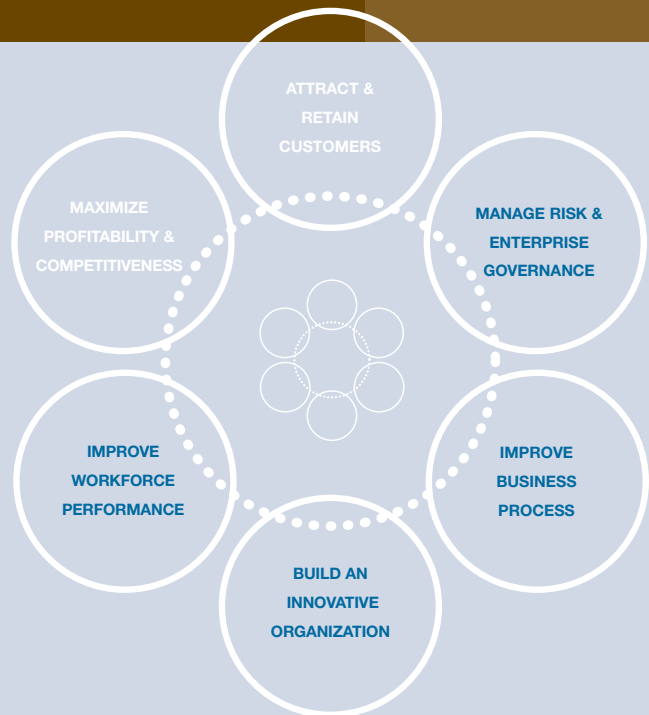 ATTRACT &
RETAIN
CUSTOMERS
MANAGE RISK &
ENTERPRISE
GOVERNANCE
IMPROVE
BUSINESS
PROCESS
BUILD AN
INNOVATIVE
ORGANIZATION
IMPROVE
WORKFORCE
PERFORMANCE
MAXIMIZE
PROFITABILITY &
COMPETITIVENESS